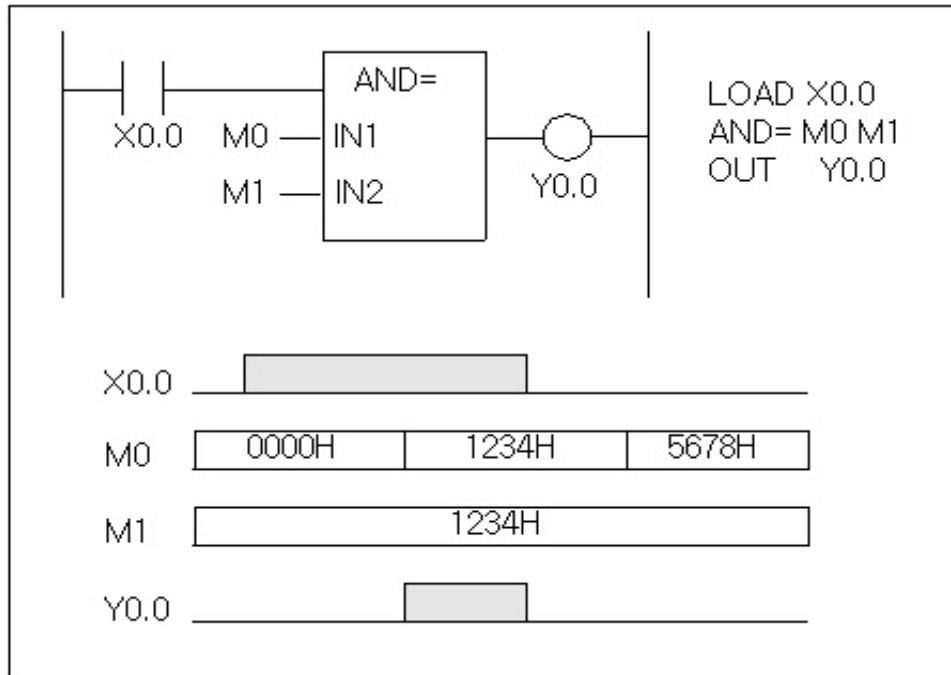 AND=
X0.0
M0 IN1
M1 IN2
Y0.0
LOAD X0.0
AND= M0 M1
OUT Y0.0
X0.0
M0 0000H 1234H 5678H
M1 1234H
Y0.0